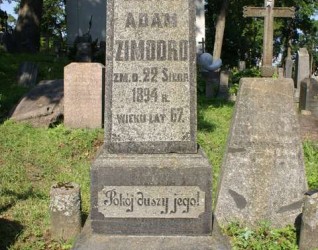 ADAM
ZIMODRO
ZM. D. 22 SIERP.
1894 R.
WIEKU LAT 67.
Pokój duszy jego!